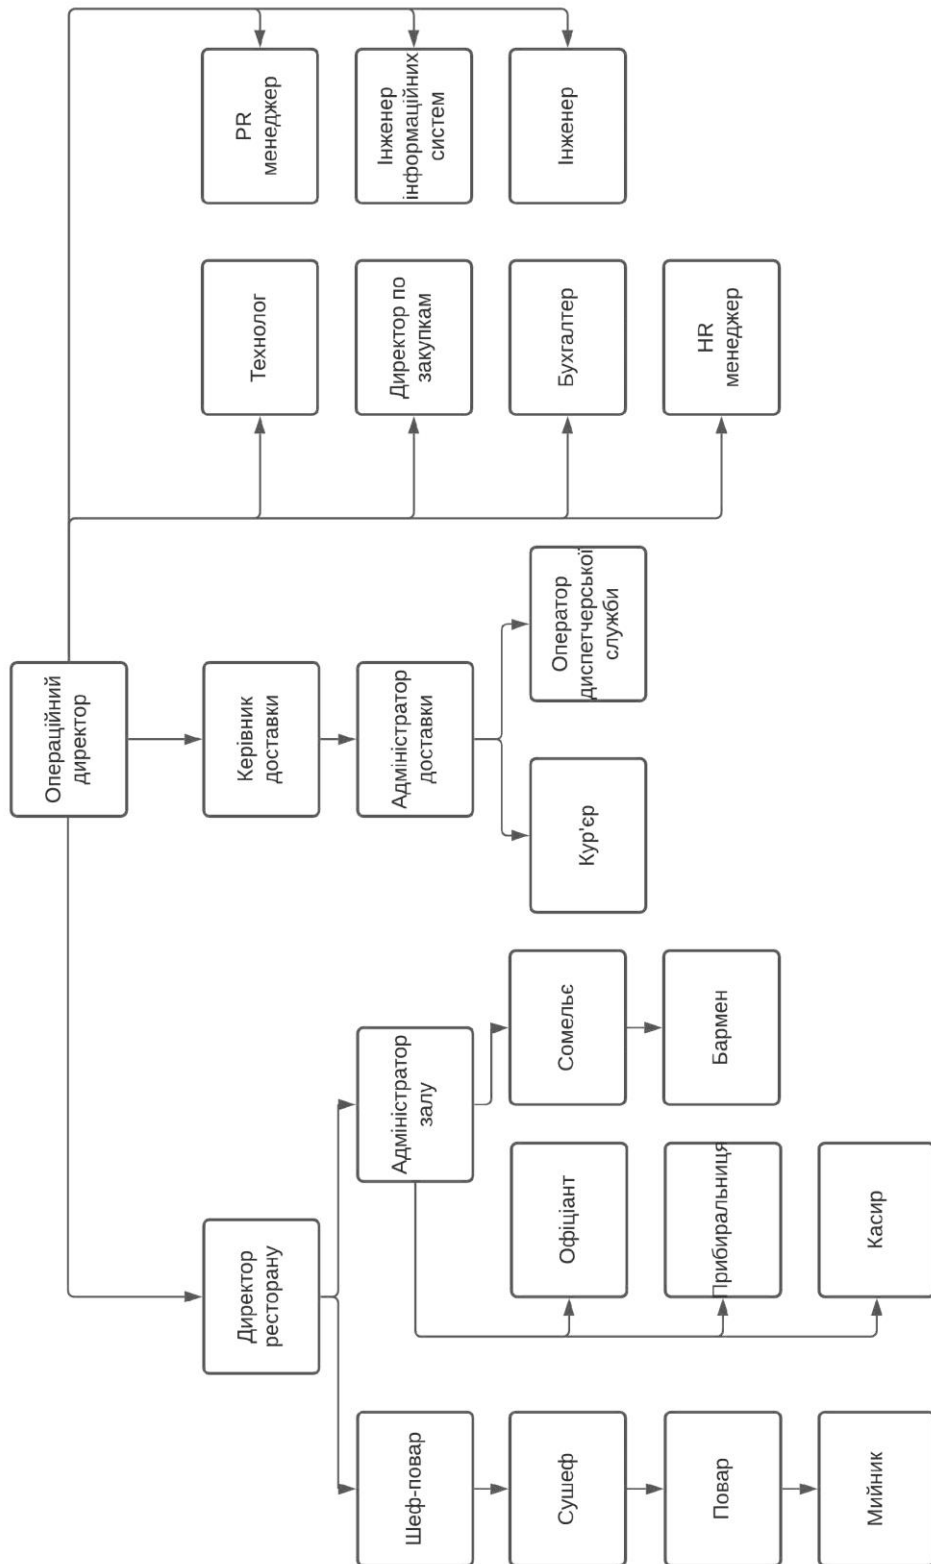 Операційний
директор
Директор
ресторану
Керівник
доставки
Технолог
PR
менеджер
Шеф-повар
Адміністратор
залу
Адміністратор
доставки
Директор по
закупкам
Інженер
інформаційних
систем
Сушеф
Офіціант
Сомельє
Кур'єр
Оператор
диспетчерської
служби
Бухгалтер
Інженер
Повар
Прибиральниця
Бармен
HR
менеджер
Мийник
Касир